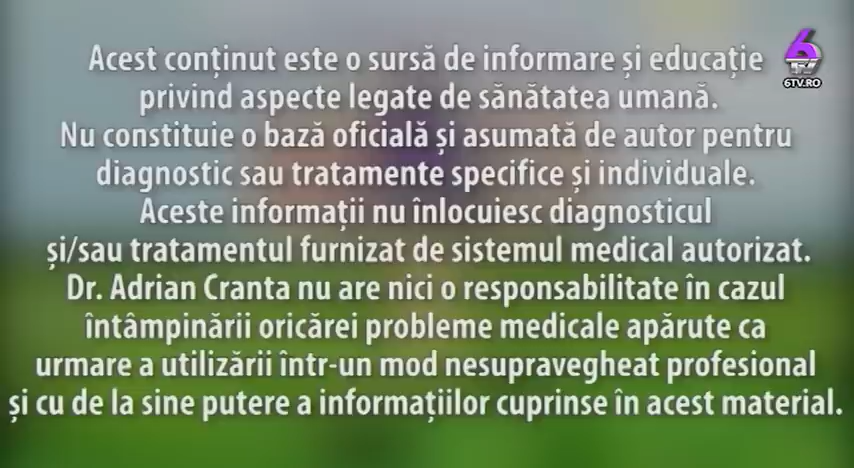 Acest conținut este o sursă de informare și educație
privind aspecte legate de sănătatea umană.
Nu constituie o bază oficială și asumată de autor pentru
diagnostic sau tratamente specifice și individuale.
Aceste informații nu înlocuiesc diagnosticul
și/sau tratamentul furnizat de sistemul medical autorizat.
Dr. Adrian Cranta nu are nici o responsabilitate în cazul
întâmpinării oricărei probleme medicale apărute ca
urmare a utilizării într-un mod nesupravegheat profesional
și cu de la sine putere a informațiilor cuprinse în acest material.
6
TV
6TV.RO